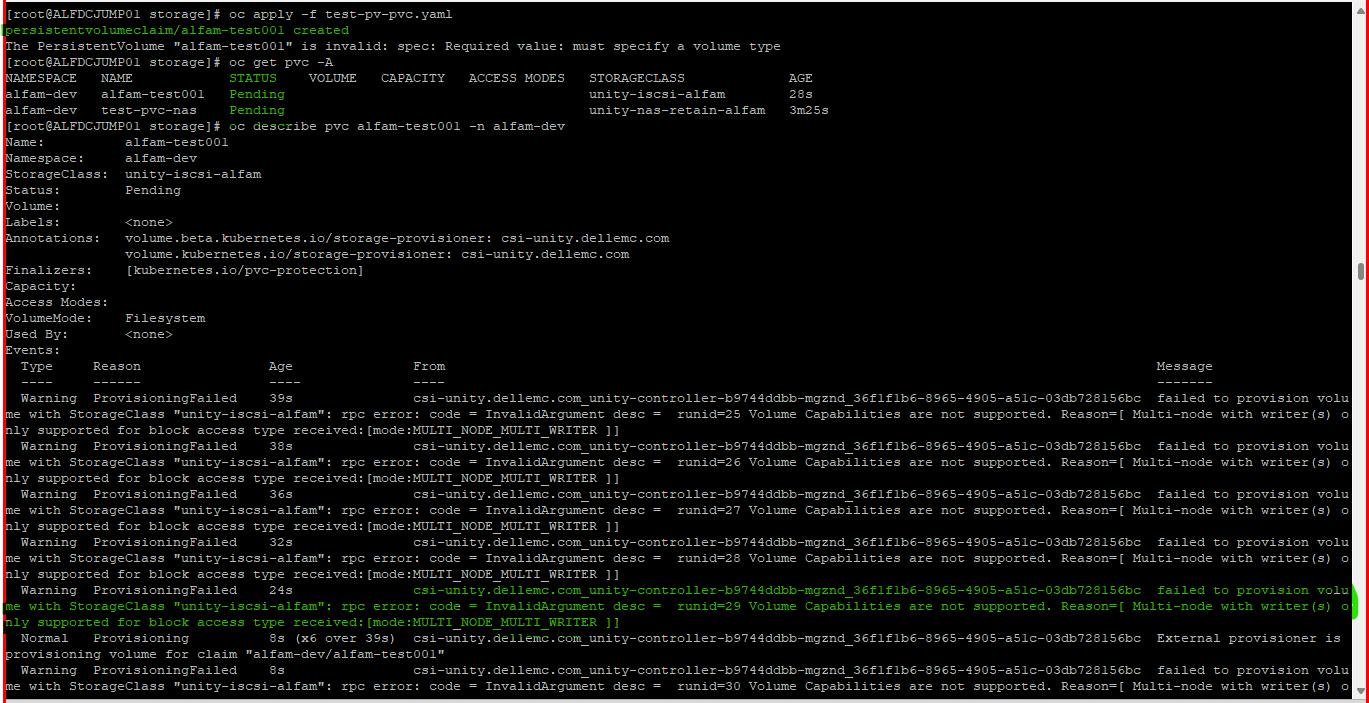 [root@ALFDCJUMP01 storage]# oc apply -f test-pv-pvc.yaml
persistentvolumeclaim/alfam-test001 created
The PersistentVolume "alfam-test001" is invalid: spec: Required value: must specify a volume type
[root@ALFDCJUMP01 storage]# oc get pvc -A
NAMESPACE   NAME           STATUS    VOLUME   CAPACITY   ACCESS MODES   STORAGECLASS             AGE
alfam-dev   alfam-test001   Pending                                      unity-iscsi-alfam        28s
alfam-dev   test-pvc-nas    Pending                                      unity-nas-retain-alfam   3m25s
[root@ALFDCJUMP01 storage]# oc describe pvc alfam-test001 -n alfam-dev
Name:          alfam-test001
Namespace:     alfam-dev
StorageClass:  unity-iscsi-alfam
Status:        Pending
Volume:
Labels:        <none>
Annotations:   volume.beta.kubernetes.io/storage-provisioner: csi-unity.dellemc.com
               volume.kubernetes.io/storage-provisioner: csi-unity.dellemc.com
Finalizers:    [kubernetes.io/pvc-protection]
Capacity:
Access Modes:
VolumeMode:    Filesystem
Used By:       <none>
Events:
  Type     Reason                Age                From                                                                                         Message
  ----     ------                ----               ----                                                                                         -------
  Warning  ProvisioningFailed    39s                csi-unity.dellemc.com_unity-controller-b9744ddbb-mgznd_36f1f1b6-8965-4905-a51c-03db728156bc  failed to provision volu
me with StorageClass "unity-iscsi-alfam": rpc error: code = InvalidArgument desc =  runid=25 Volume Capabilities are not supported. Reason=[ Multi-node with writer(s) o
nly supported for block access type received:[mode:MULTI_NODE_MULTI_WRITER ]]
  Warning  ProvisioningFailed    38s                csi-unity.dellemc.com_unity-controller-b9744ddbb-mgznd_36f1f1b6-8965-4905-a51c-03db728156bc  failed to provision volu
me with StorageClass "unity-iscsi-alfam": rpc error: code = InvalidArgument desc =  runid=26 Volume Capabilities are not supported. Reason=[ Multi-node with writer(s) o
nly supported for block access type received:[mode:MULTI_NODE_MULTI_WRITER ]]
  Warning  ProvisioningFailed    36s                csi-unity.dellemc.com_unity-controller-b9744ddbb-mgznd_36f1f1b6-8965-4905-a51c-03db728156bc  failed to provision volu
me with StorageClass "unity-iscsi-alfam": rpc error: code = InvalidArgument desc =  runid=27 Volume Capabilities are not supported. Reason=[ Multi-node with writer(s) o
nly supported for block access type received:[mode:MULTI_NODE_MULTI_WRITER ]]
  Warning  ProvisioningFailed    32s                csi-unity.dellemc.com_unity-controller-b9744ddbb-mgznd_36f1f1b6-8965-4905-a51c-03db728156bc  failed to provision volu
me with StorageClass "unity-iscsi-alfam": rpc error: code = InvalidArgument desc =  runid=28 Volume Capabilities are not supported. Reason=[ Multi-node with writer(s) o
nly supported for block access type received:[mode:MULTI_NODE_MULTI_WRITER ]]
  Warning  ProvisioningFailed    24s                csi-unity.dellemc.com_unity-controller-b9744ddbb-mgznd_36f1f1b6-8965-4905-a51c-03db728156bc  failed to provision volu
me with StorageClass "unity-iscsi-alfam": rpc error: code = InvalidArgument desc =  runid=29 Volume Capabilities are not supported. Reason=[ Multi-node with writer(s) o
nly supported for block access type received:[mode:MULTI_NODE_MULTI_WRITER ]]
  Normal   Provisioning          8s (x6 over 39s)   csi-unity.dellemc.com_unity-controller-b9744ddbb-mgznd_36f1f1b6-8965-4905-a51c-03db728156bc  External provisioner is
provisioning volume for claim "alfam-dev/alfam-test001"
  Warning  ProvisioningFailed    8s                 csi-unity.dellemc.com_unity-controller-b9744ddbb-mgznd_36f1f1b6-8965-4905-a51c-03db728156bc  failed to provision volu
me with StorageClass "unity-iscsi-alfam": rpc error: code = InvalidArgument desc =  runid=30 Volume Capabilities are not supported. Reason=[ Multi-node with writer(s) o